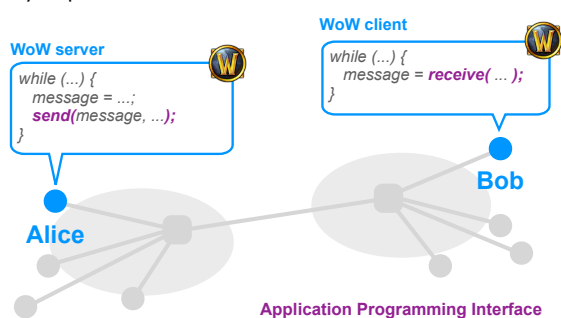 WoW server
while (...) {
message = ...;
send(message, ...);
}
WoW client
while (...) {
message = receive( ... );
}
Alice
Bob
Application Programming Interface